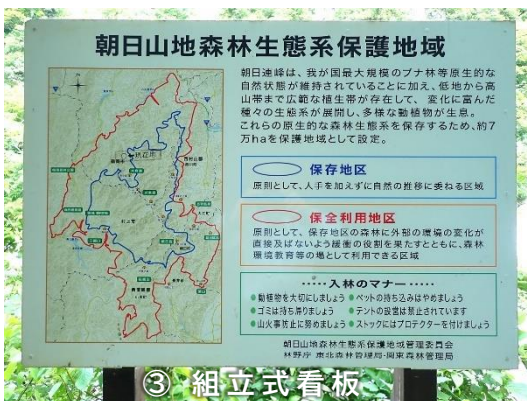 朝日山地森林生態系保護地域
朝日連峰は、我が国最大規模のブナ林等原生的な
自然状態が維持されていることに加え、低地から高
山帯まで広範な植生帯が存在して、変化に富んだ
種々の生態系が展開し、多様な動植物が生息。
これらの原生的な森林生態系を保存するため、約7
万haを保護地域として設定。
保存地区
原則として、人手を加えずに自然の推移に委ねる区域
保全利用地区
原則として、保存地区の森林に外部の環境の変化が
直接及ばないよう緩衝の役割を果たすとともに、森林
環境教育等の場として利用できる区域
入林のマナー
●動植物を大切にしましょう ●ペットの持ち込みはやめましょう
●ゴミは持ち帰りましょう ●テントの設営は禁止されています
●山火事防止に努めましょう ●ストックにはプロテクターを付けましょう
朝日山地森林生態系保護地域管理委員会
林野庁 東北森林管理局・関東森林管理局
現在地
③ 組立式看板